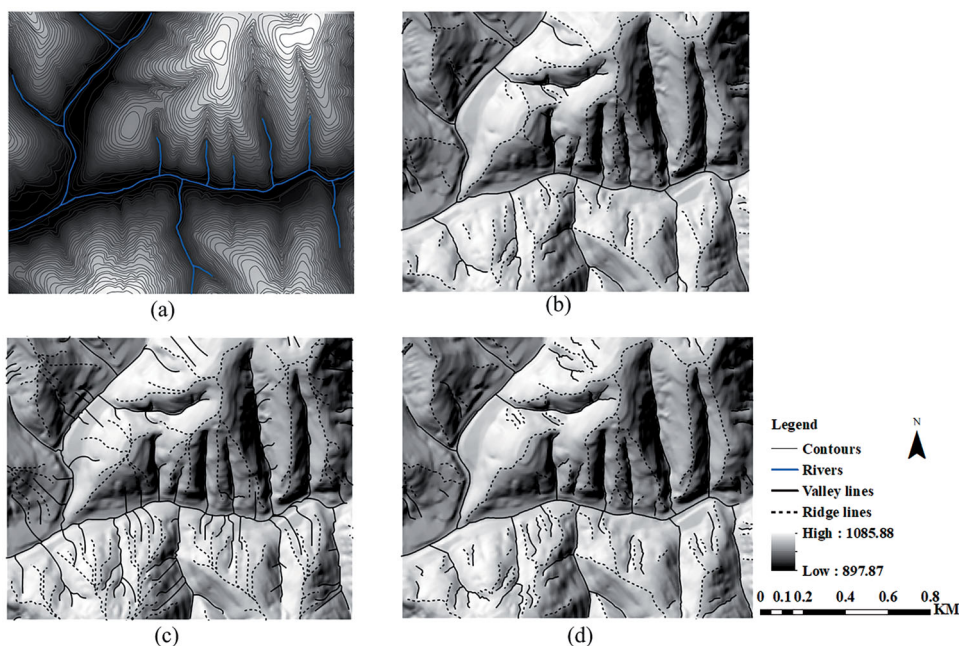 (a)
(b)
(c)
(d)
Legend
Contours
Rivers
Valley lines
Ridge lines
High : 1085.88
Low : 897.87
N
0 0.1 0.2 0.4 0.6 0.8
KM